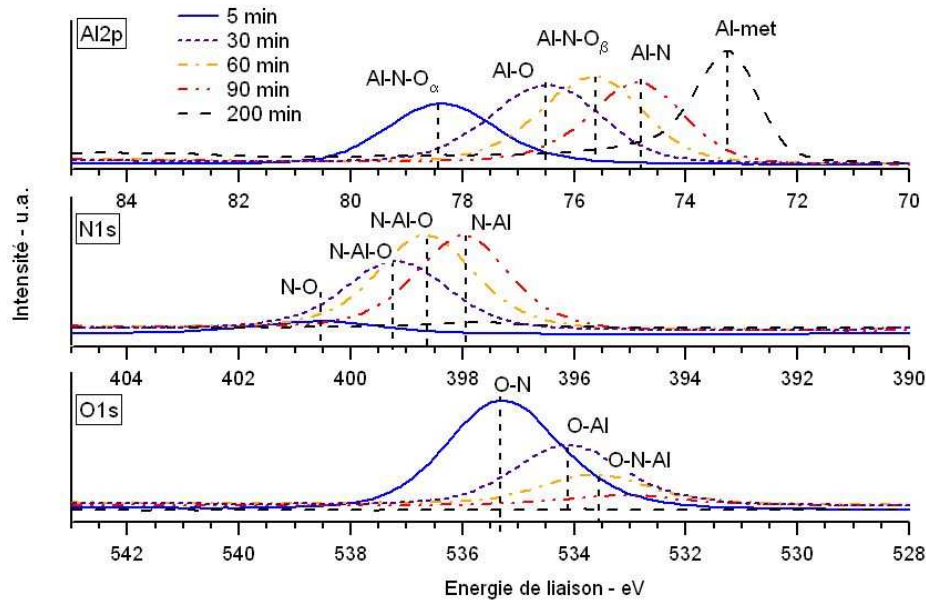 Al2p
5 min
30 min
60 min
90 min
200 min
Al-N-Oα
Al-O
Al-N-Oβ
Al-N
Al-met
84 82 80 78 76 74 72 70
N1s
N-O
N-Al-O
N-Al-O
N-Al
404 402 400 398 396 394 392 390
O1s
O-N
O-Al
O-N-Al
542 540 538 536 534 532 530 528
Intensité - u.a.
Energie de liaison - eV